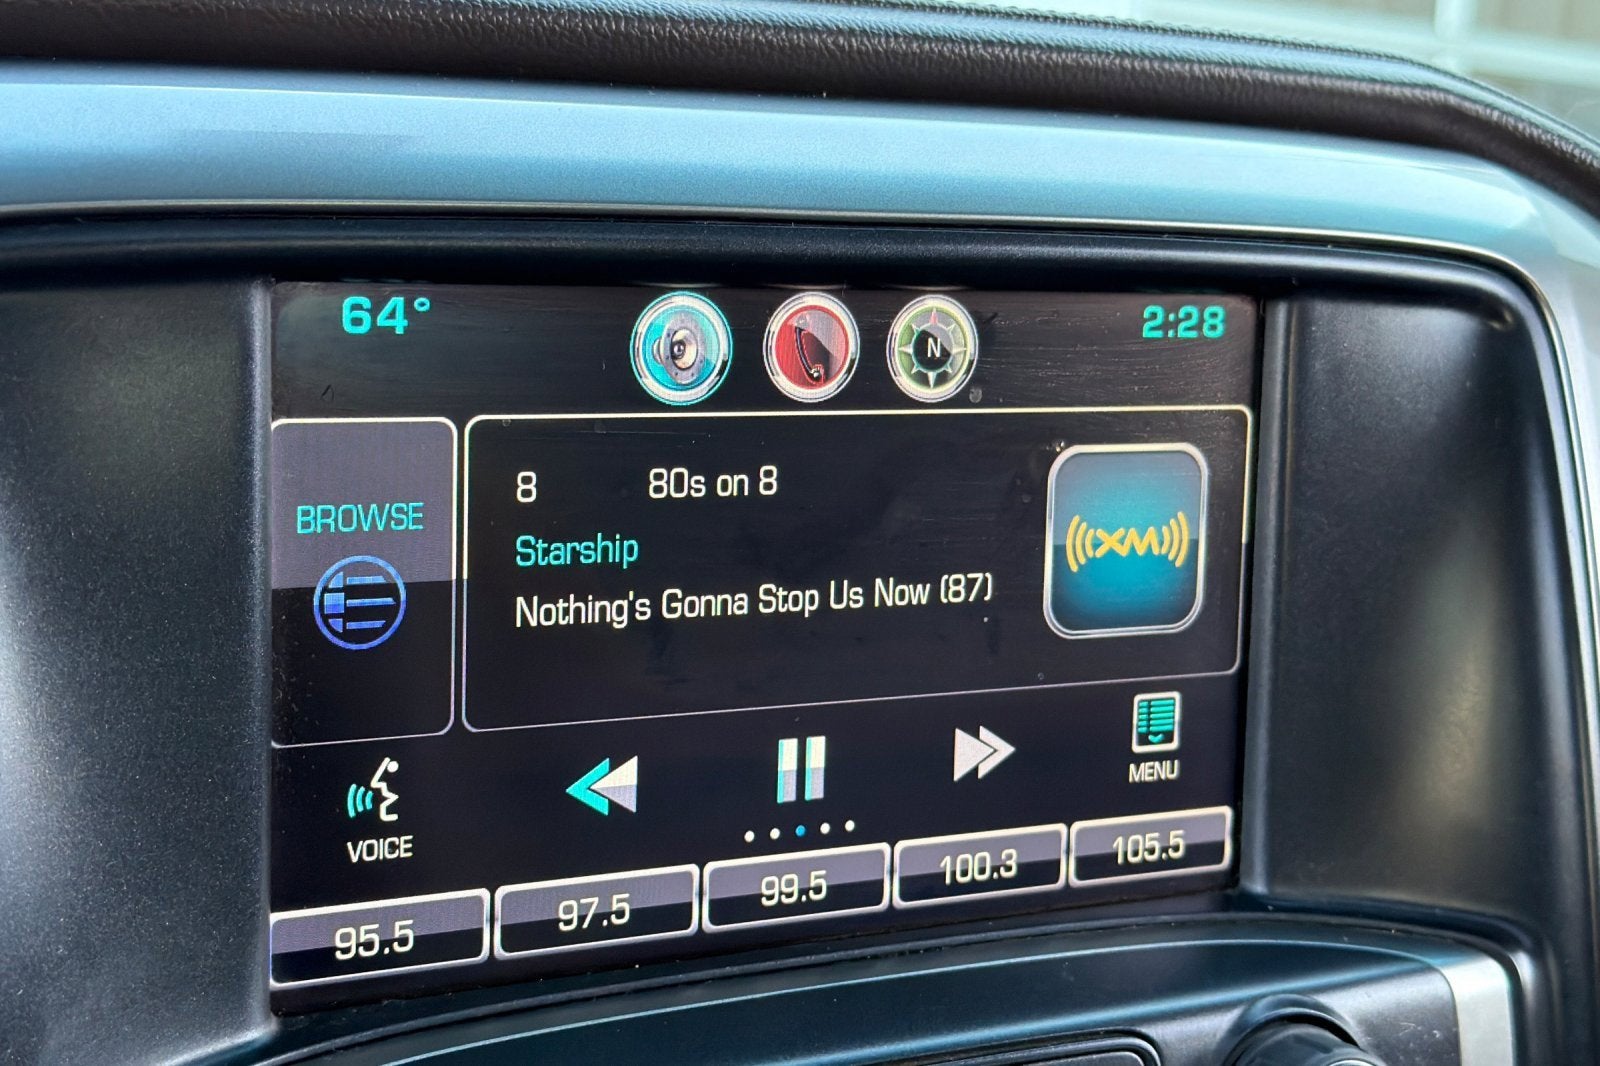 64°
N
2:28
BROWSE
8 80s on 8
Starship
Nothing's Gonna Stop Us Now (87)
XM
VOICE
MENU
95.5
97.5
99.5
100.3
105.5